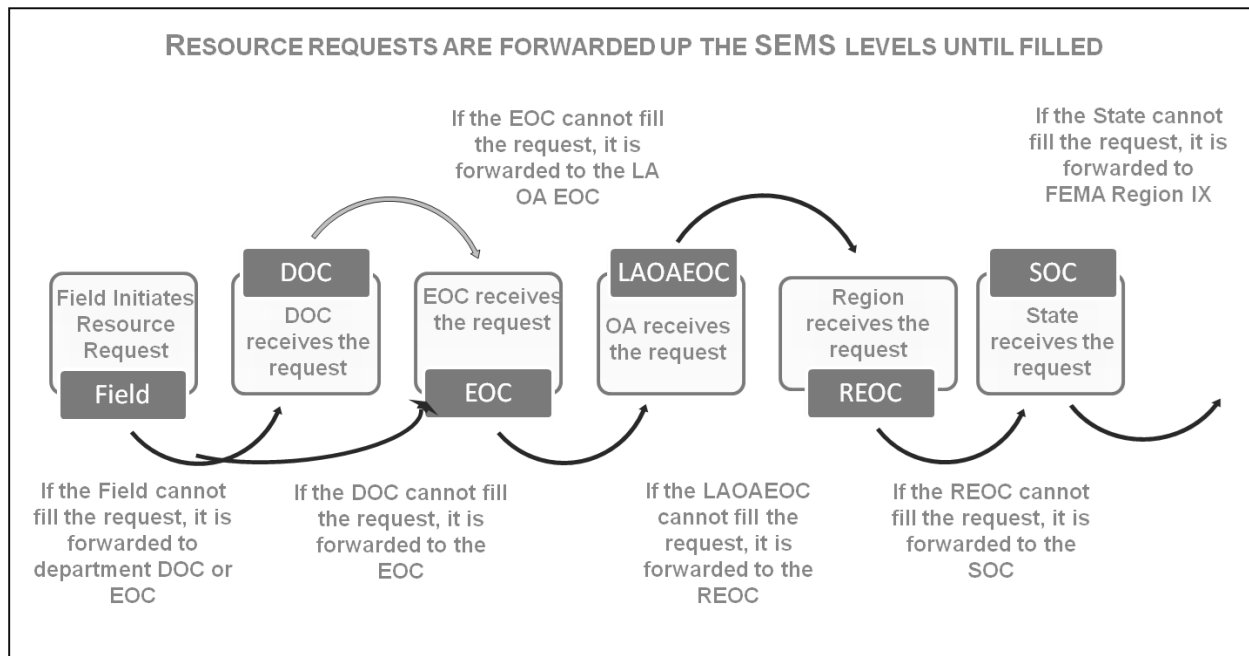 RESOURCE REQUESTS ARE FORWARDED UP THE SEMS LEVELS UNTIL FILLED
If the EOC cannot fill
the request, it is
forwarded to the LA
OA EOC
If the State cannot
fill the request, it is
forwarded to
FEMA Region IX
Field Initiates
Resource
Request
Field
DOC
DOC
receives the
request
EOC receives
the request
EOC
LAOAEOC
OA receives
the request
Region
receives the
request
REOC
SOC
State
receives the
request
If the Field cannot
fill the request, it is
forwarded to
department DOC or
EOC
If the DOC cannot fill
the request, it is
forwarded to the
EOC
If the LAOAEOC
cannot fill the
request, it is
forwarded to the
REOC
If the REOC cannot
fill the request, it is
forwarded to the
SOC